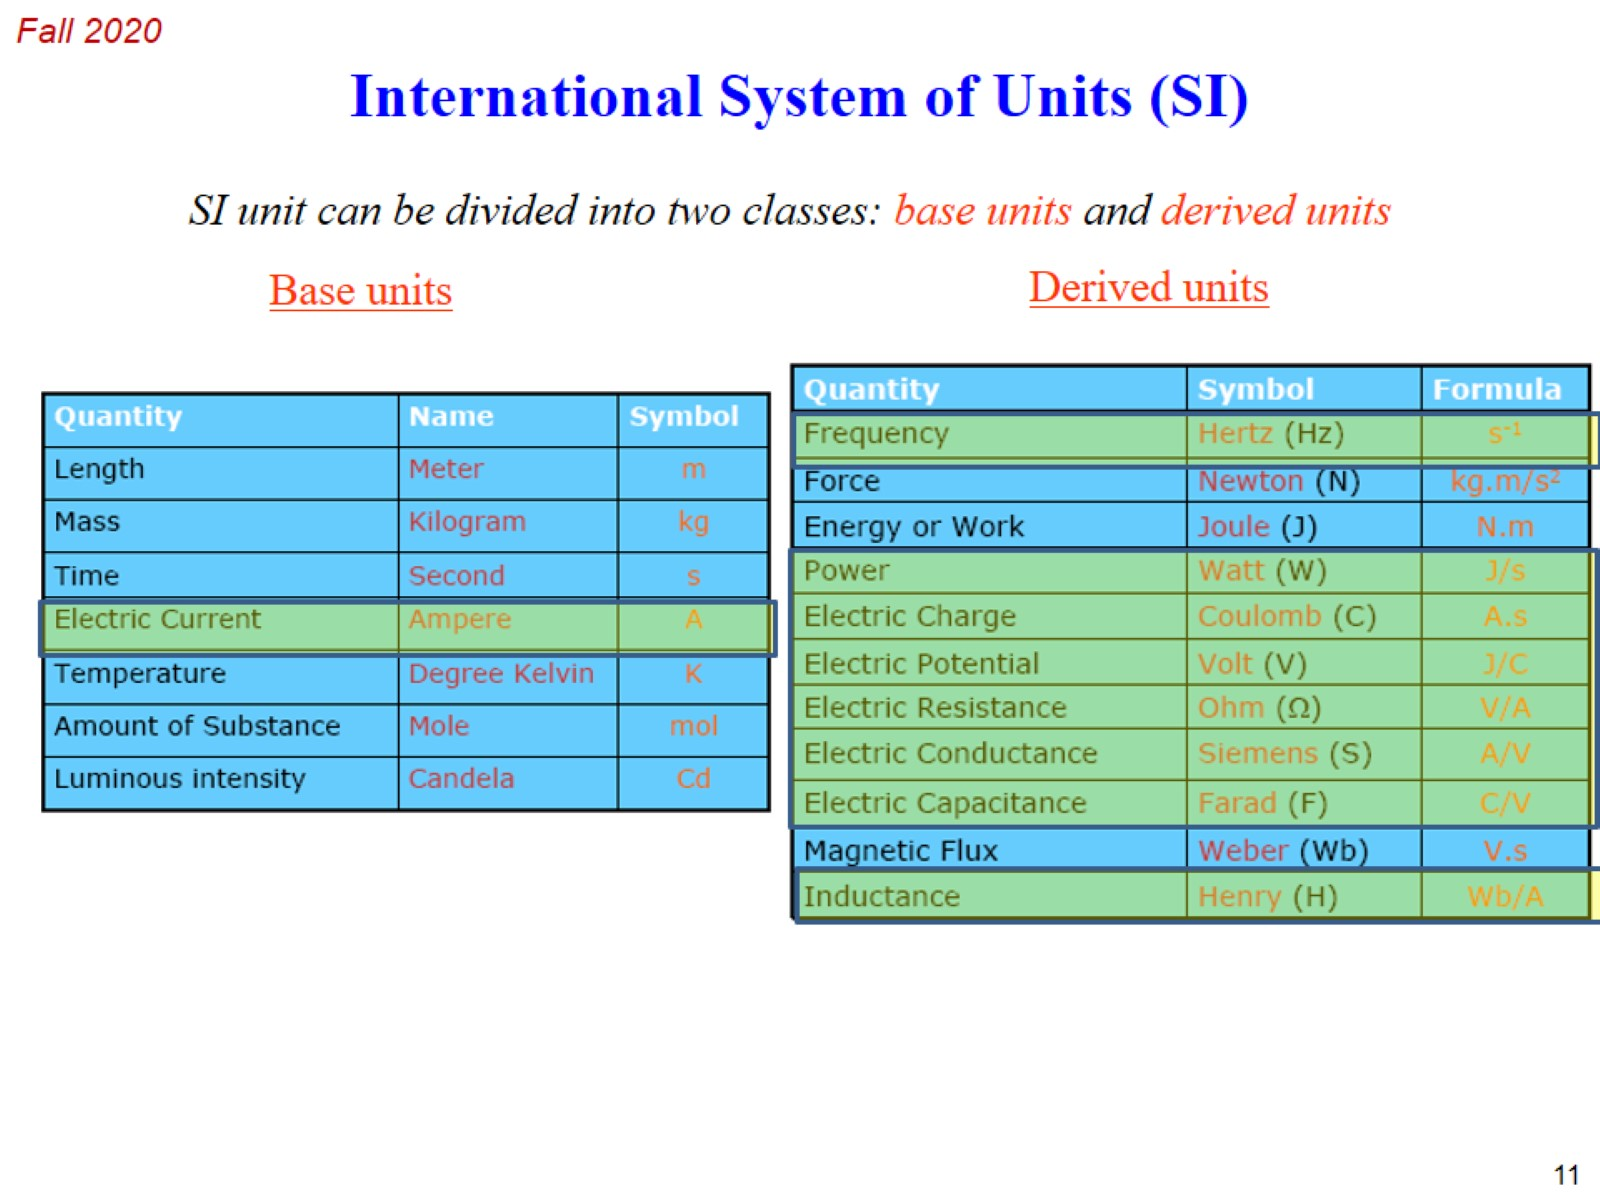 Fall 2020
International System of Units (SI)
SI unit can be divided into two classes: base units and derived units
Base units
Quantity Name Symbol
Length Meter m
Mass Kilogram kg
Time Second s
Electric Current Ampere A
Temperature Degree Kelvin K
Amount of Substance Mole mol
Luminous intensity Candela Cd
Derived units
Quantity Symbol Formula
Frequency Hertz (Hz) s⁻¹
Force Newton (N) kg.m/s²
Energy or Work Joule (J) N.m
Power Watt (W) J/s
Electric Charge Coulomb (C) A.s
Electric Potential Volt (V) J/C
Electric Resistance Ohm (Ω) V/A
Electric Conductance Siemens (S) A/V
Electric Capacitance Farad (F) C/V
Magnetic Flux Weber (Wb) V.s
Inductance Henry (H) Wb/A
11